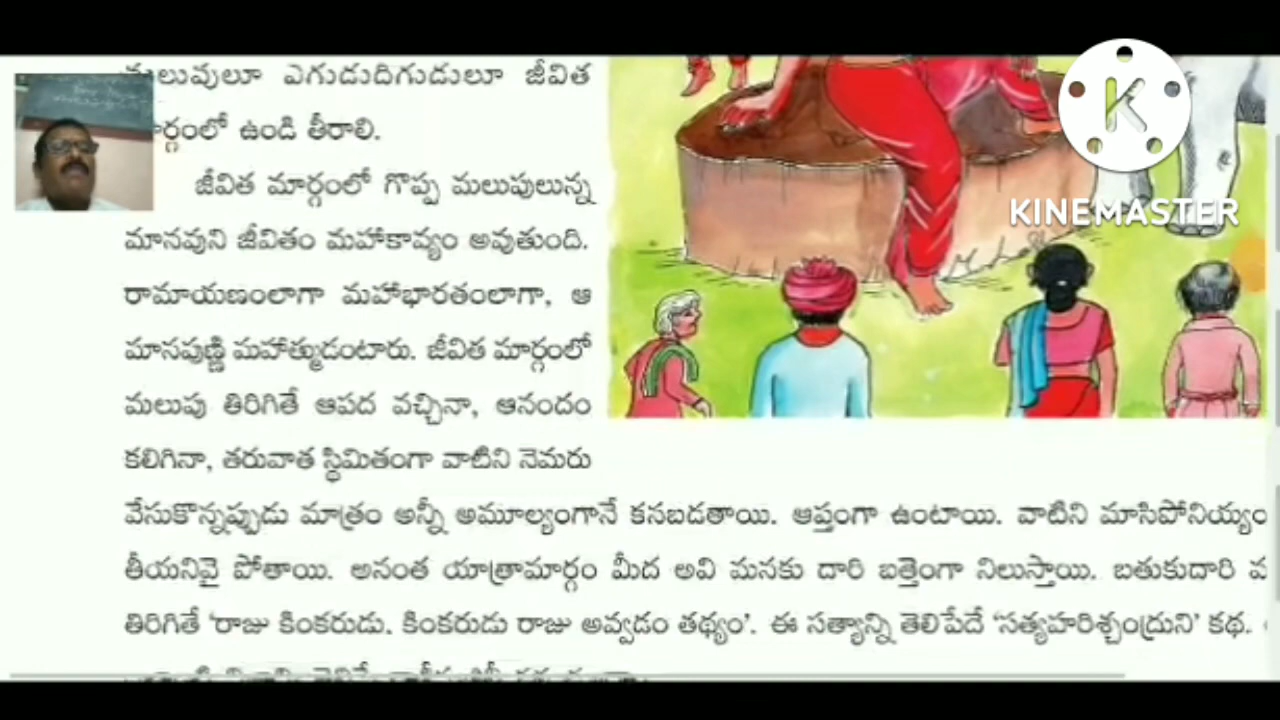 ఎగుడుదిగుడులూ జీవిత
ఉండి తీరాలి.
జీవిత మార్గంలో గొప్ప మలుపులున్న
మానవుని జీవితం మహాకావ్యం అవుతుంది.
రామాయణంలాగా మహాభారతంలాగా, ఆ
మానవుణ్ణి మహాత్ముడంటారు. జీవిత మార్గంలో
మలుపు తిరిగితే ఆపద వచ్చినా, ఆనందం
కలిగినా, తరువాత స్థిమితంగా వాటిని నెమరు
వేసుకొన్నప్పుడు మాత్రం అన్నీ అమూల్యంగానే కనబడతాయి. ఆప్తంగా ఉంటాయి. వాటిని మాసిపోనియ్యం
తీయనివై పోతాయి. అనంత యాత్రామార్గం మీద అవి మనకు దారి బత్తెంగా నిలుస్తాయి. బతుకుదారి
తిరిగితే 'రాజు కింకరుడు. కింకరుడు రాజు అవ్వడం తథ్యం'. ఈ సత్యాన్ని తెలిపేదే 'సత్యహరిశ్చంద్రుని' కథ.
KINEMASTER